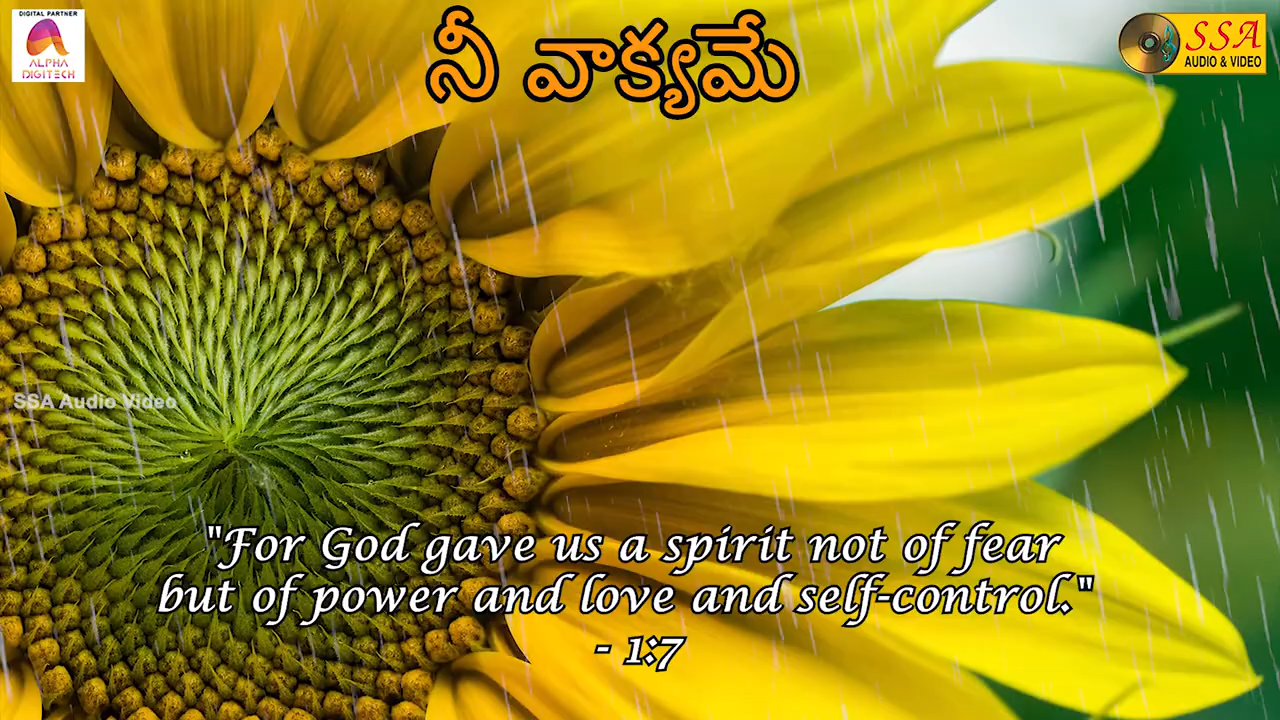 DIGITAL PARTNER
ALPHA
DIGITECH
నీ వాక్యమే
SSA
AUDIO & VIDEO
SSA Audio Video
"For God gave us a spirit not of fear
but of power and love and self-control."
- 1:7